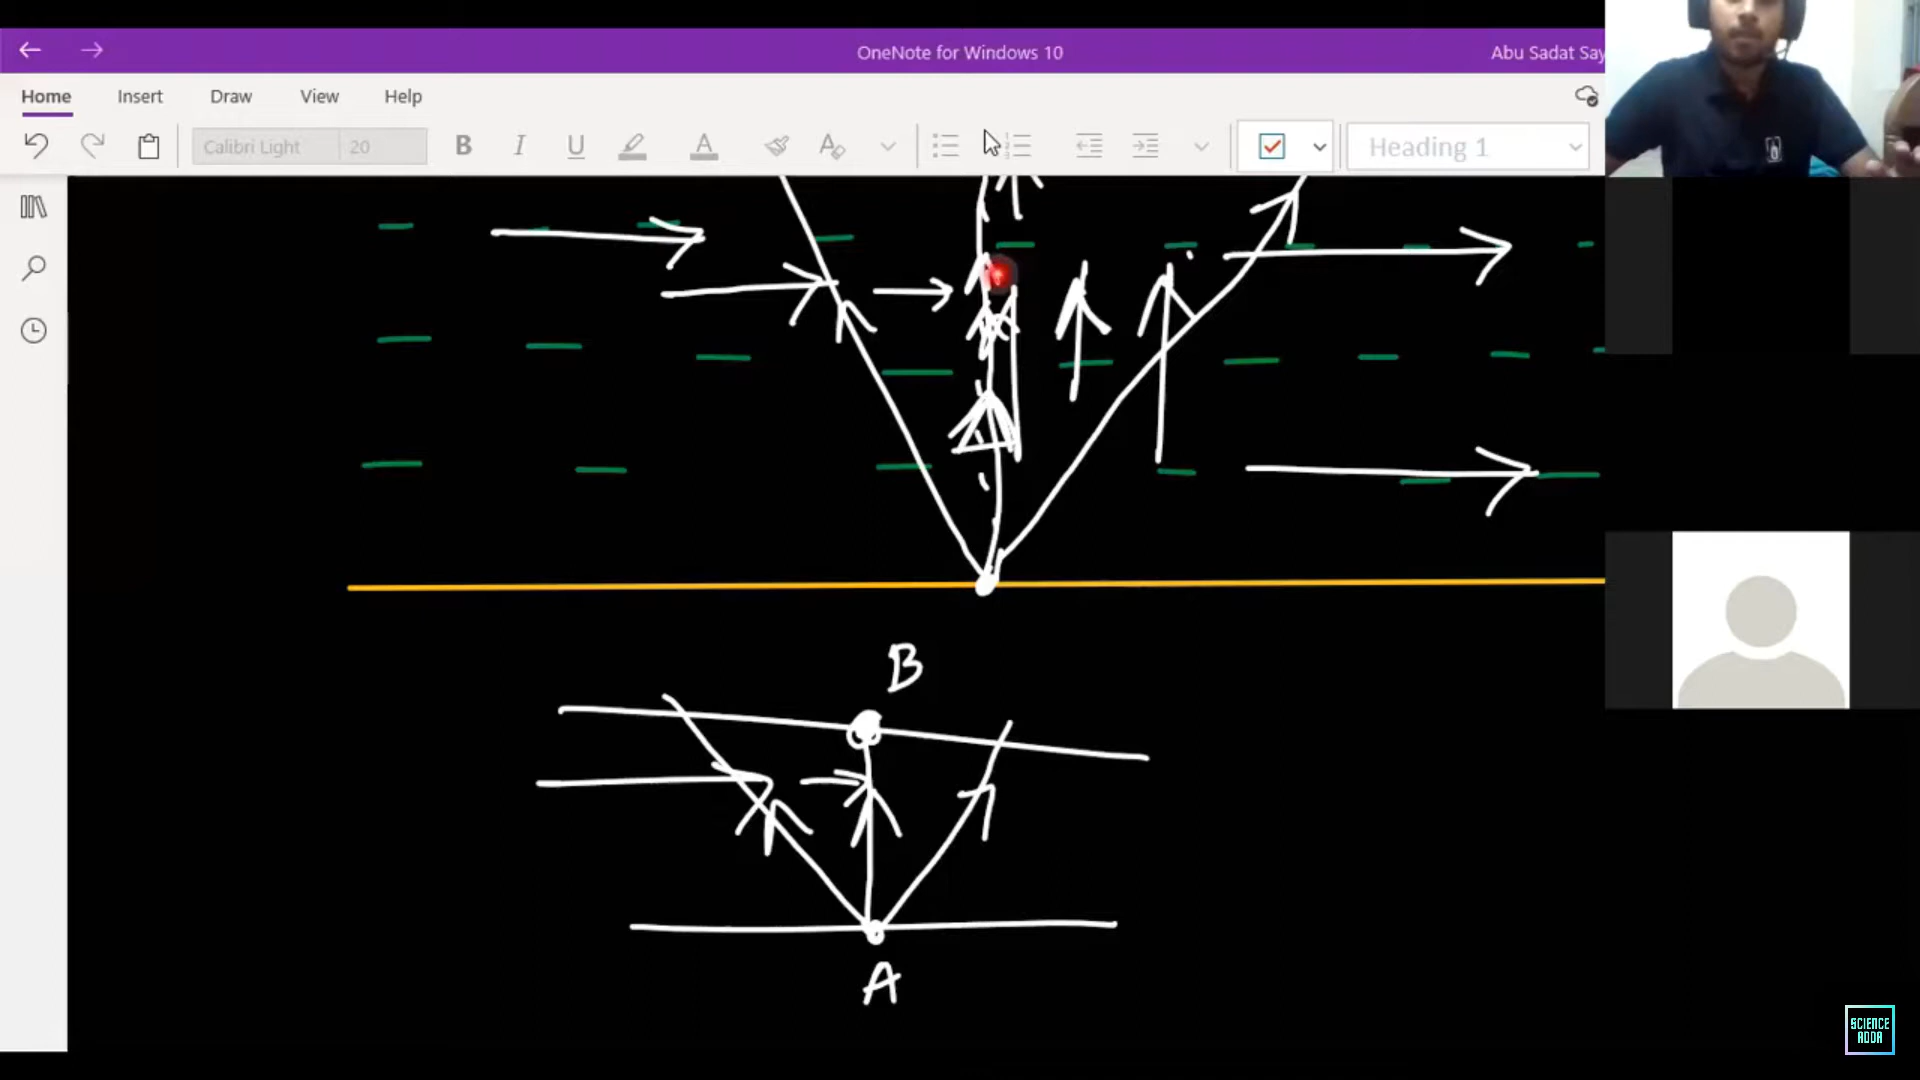 OneNote for Windows 10
Abu Sadat Say
Home Insert Draw View Help
Calibri Light 20 B I U A A Heading 1
B
A
SCIENCE
ADDA